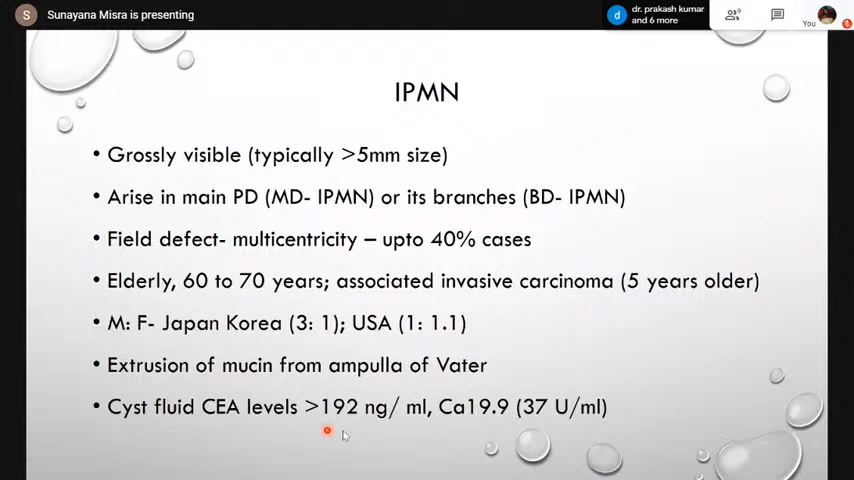 S Sunayana Misra is presenting
d dr. prakash kumar
and 6 more
9
You
IPMN
• Grossly visible (typically >5mm size)
• Arise in main PD (MD- IPMN) or its branches (BD- IPMN)
• Field defect- multicentricity – upto 40% cases
• Elderly, 60 to 70 years; associated invasive carcinoma (5 years older)
• M: F- Japan Korea (3: 1); USA (1: 1.1)
• Extrusion of mucin from ampulla of Vater
• Cyst fluid CEA levels >192 ng/ ml, Ca19.9 (37 U/ml)